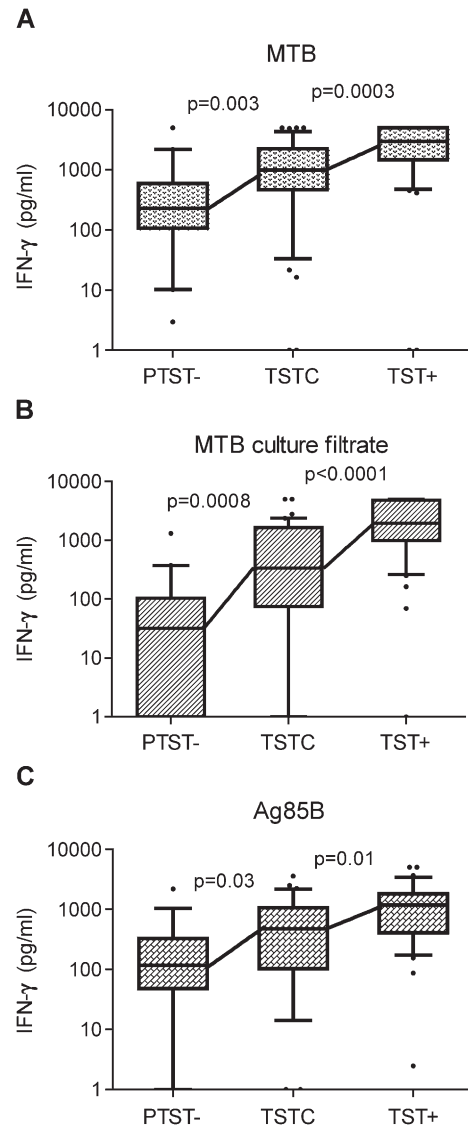 A
MTB
p=0.003
p=0.0003
10000
1000
100
10
1
IFN-γ (pg/ml)
PTST- TSTC TST+
B
MTB culture filtrate
p<0.0001
p=0.0008
10000
1000
100
10
1
IFN-γ (pg/ml)
PTST- TSTC TST+
C
Ag85B
p=0.01
p=0.03
10000
1000
100
10
1
IFN-γ (pg/ml)
PTST- TSTC TST+